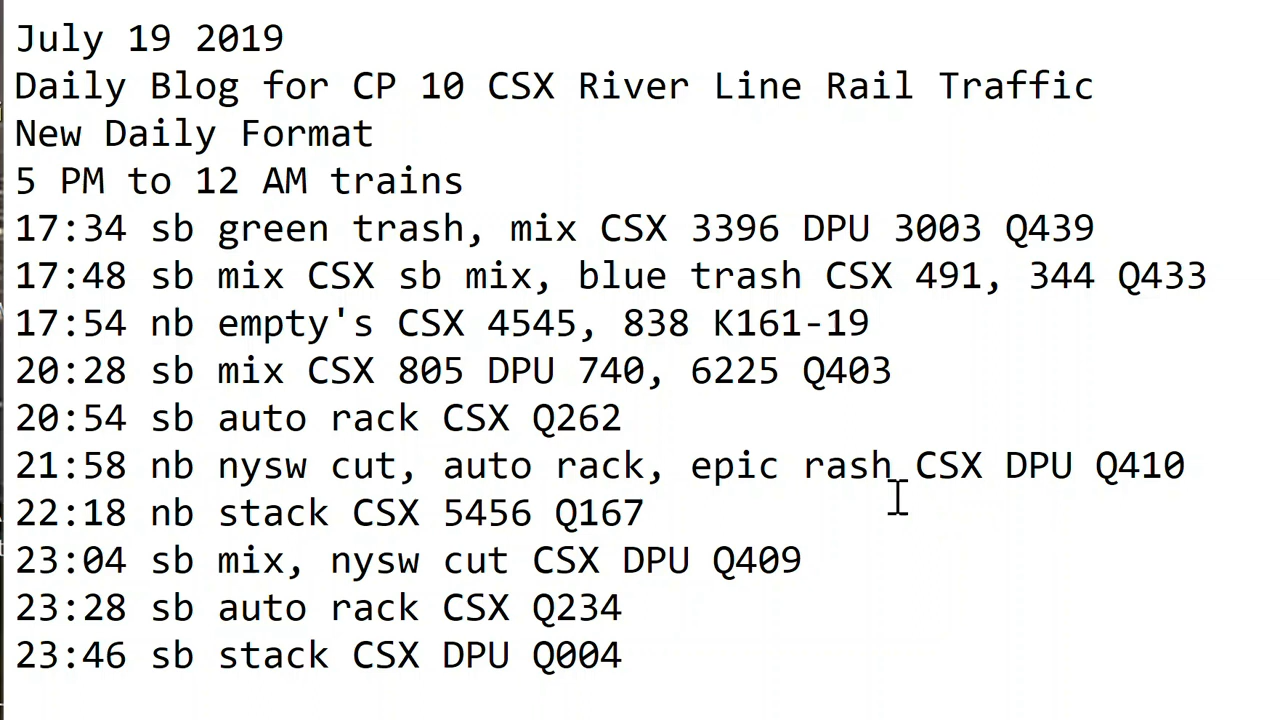 July 19 2019
Daily Blog for CP 10 CSX River Line Rail Traffic
New Daily Format
5 PM to 12 AM trains
17:34 sb green trash, mix CSX 3396 DPU 3003 Q439
17:48 sb mix CSX sb mix, blue trash CSX 491, 344 Q433
17:54 nb empty's CSX 4545, 838 K161-19
20:28 sb mix CSX 805 DPU 740, 6225 Q403
20:54 sb auto rack CSX Q262
21:58 nb nysw cut, auto rack, epic rash CSX DPU Q410
22:18 nb stack CSX 5456 Q167
23:04 sb mix, nysw cut CSX DPU Q409
23:28 sb auto rack CSX Q234
23:46 sb stack CSX DPU Q004